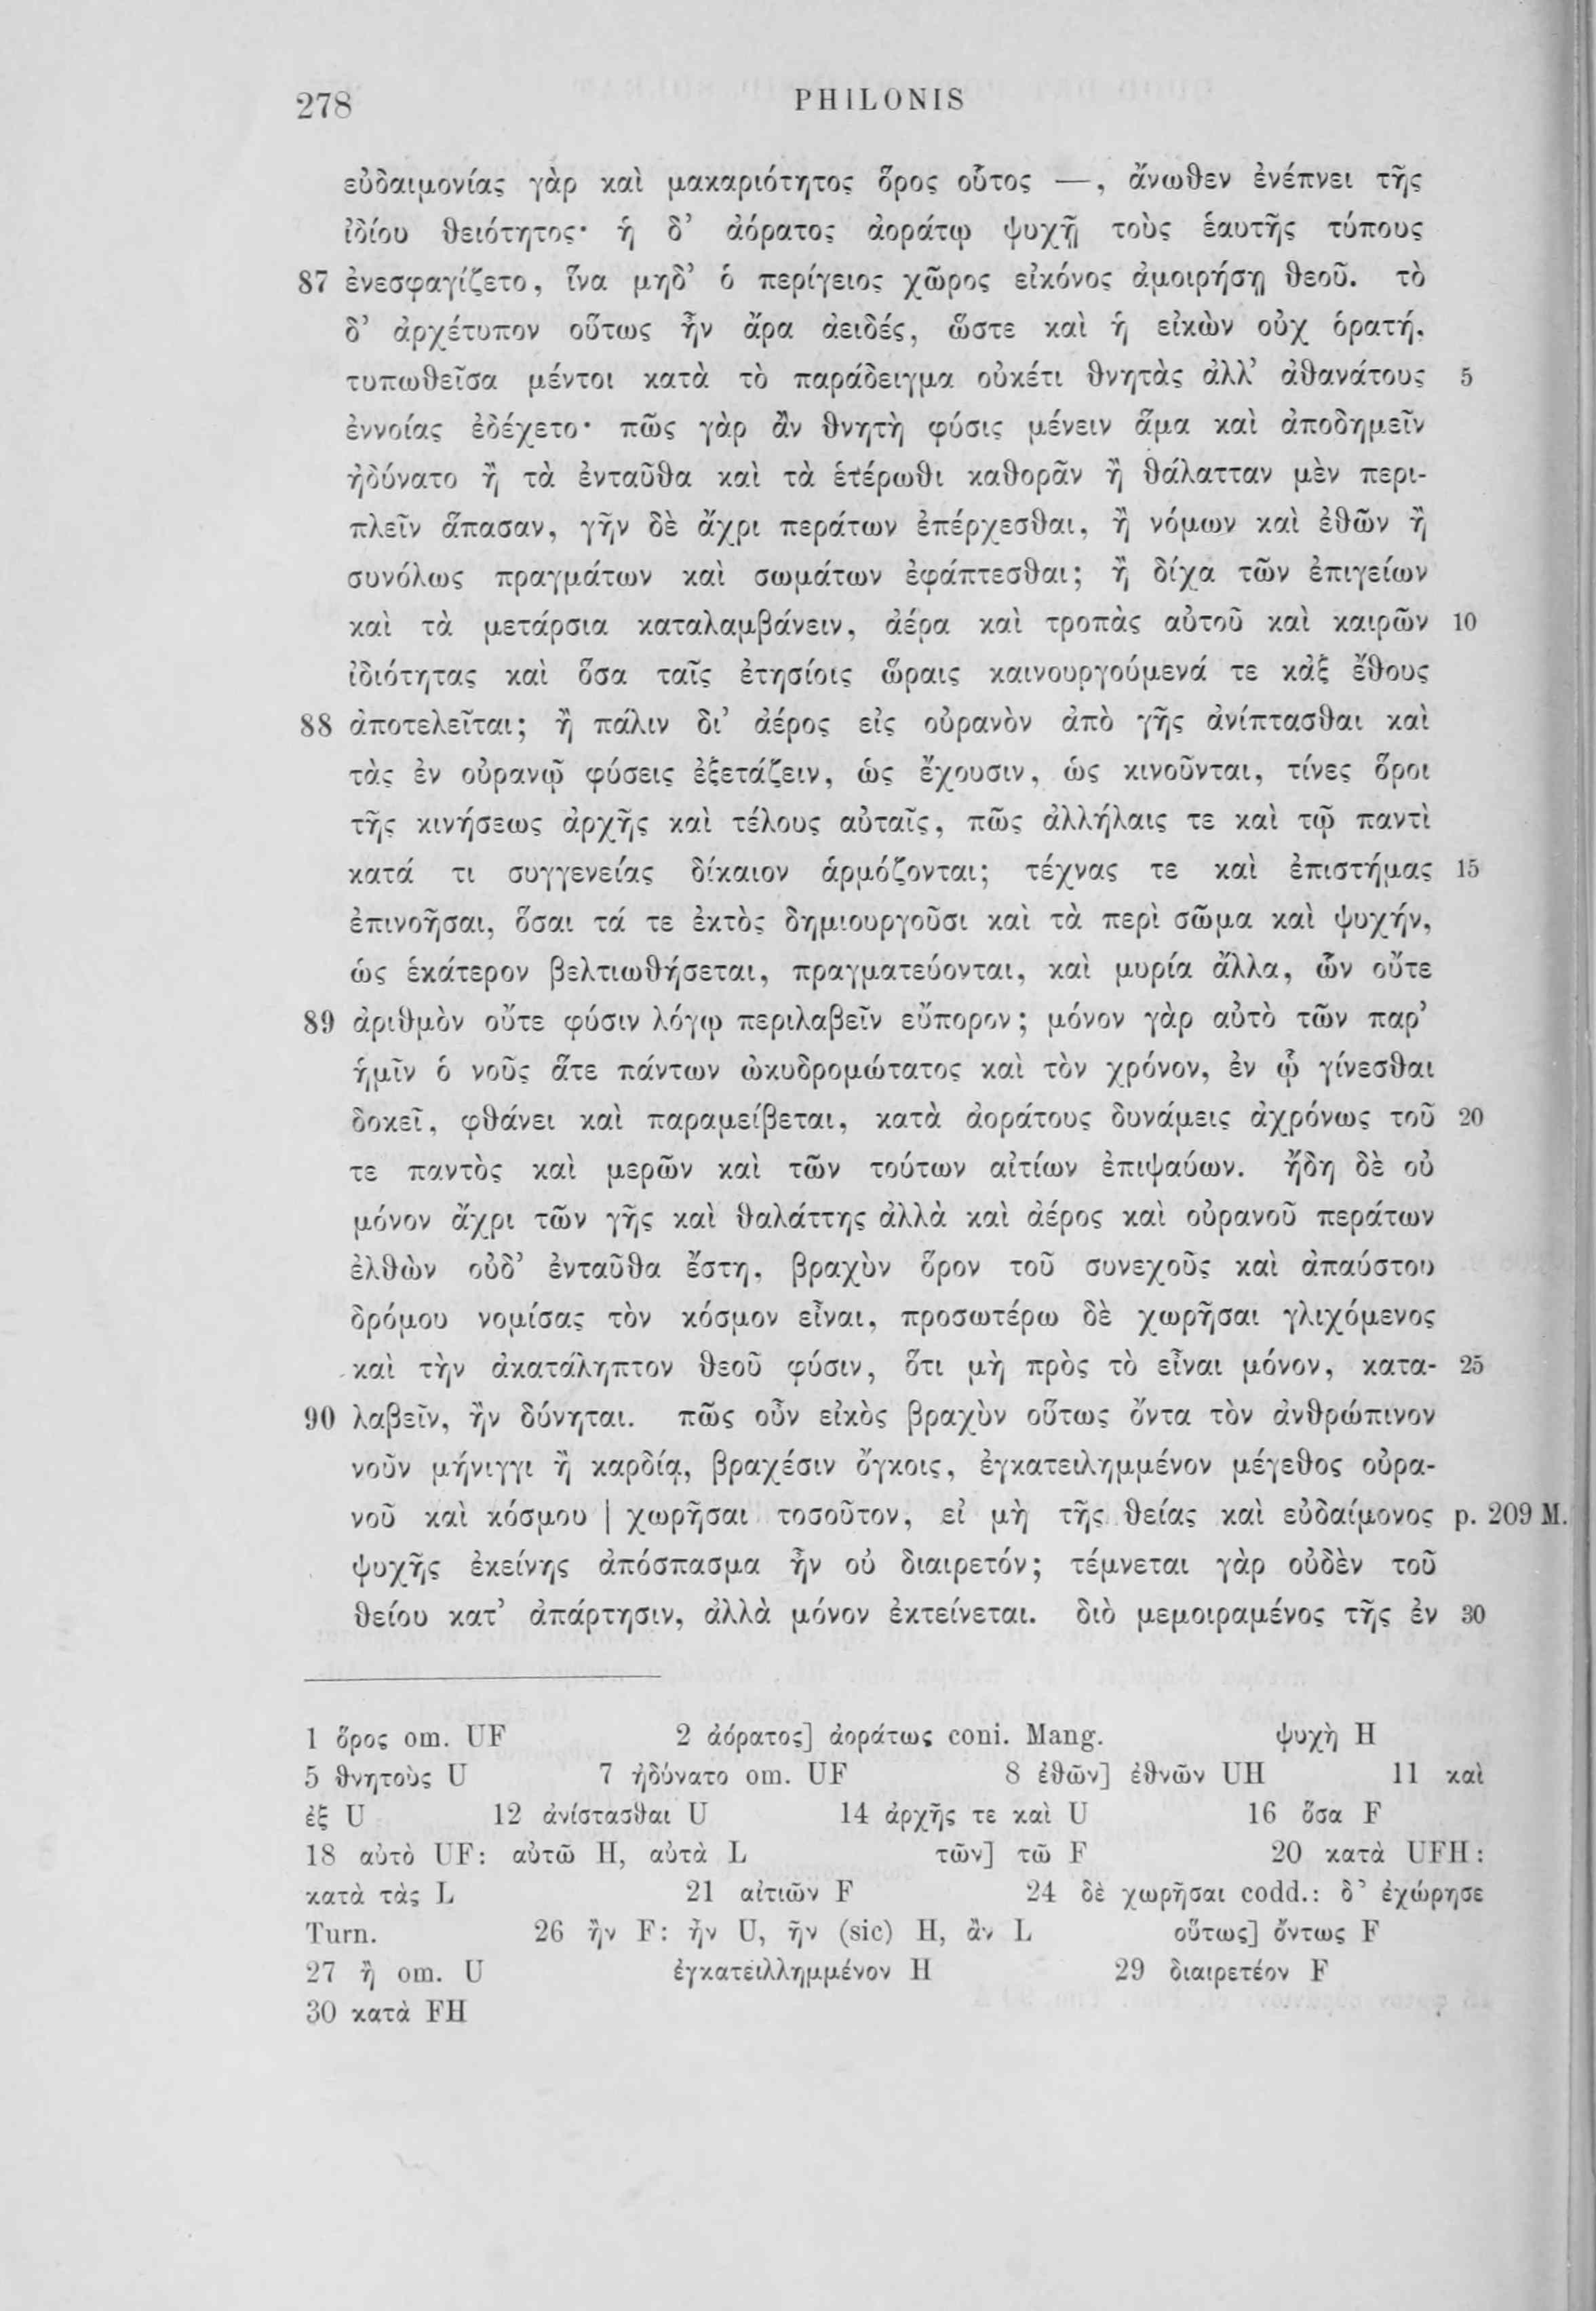 278 PHILONIS
εὐδαιμονίας γὰρ καὶ μακαριότητος ὅρος οὗτος —, ἄνωθεν ἐνέπνει τῆς
ἰδίου θειότητος· ἡ δ’ ἀόρατος ἀοράτῳ ψυχῇ τοὺς ἑαυτῆς τύπους
87 ἐνεσφαγίζετο, ἵνα μηδ’ ὁ περίγειος χῶρος εἰκόνος ἀμοιρήσῃ θεοῦ. τὸ
δ’ ἀρχέτυπον οὕτως ἦν ἄρα ἀειδές, ὥστε καὶ ἡ εἰκὼν οὐχ ὁρατή.
τυπωθεῖσα μέντοι κατὰ τὸ παράδειγμα οὐκέτι θνητὰς ἀλλ’ ἀθανάτους 5
ἐννοίας ἐδέχετο· πῶς γὰρ ἂν θνητὴ φύσις μένειν ἅμα καὶ ἀποδημεῖν
ἠδύνατο ἢ τὰ ἐνταῦθα καὶ τὰ ἑτέρωθι καθορᾶν ἢ θάλατταν μὲν περι-
πλεῖν ἅπασαν, γῆν δὲ ἄχρι περάτων ἐπέρχεσθαι, ἢ νόμων καὶ ἐθῶν ἢ
συνόλως πραγμάτων καὶ σωμάτων ἐφάπτεσθαι; ἢ δίχα τῶν ἐπιγείων
καὶ τὰ μετάρσια καταλαμβάνειν, ἀέρα καὶ τροπὰς αὐτοῦ καὶ καιρῶν 10
ἰδιότητας καὶ ὅσα ταῖς ἐτησίοις ὥραις καινουργούμενά τε κἀξ ἔθους
88 ἀποτελεῖται; ἢ πάλιν δι’ ἀέρος εἰς οὐρανὸν ἀπὸ γῆς ἀνίπτασθαι καὶ
τὰς ἐν οὐρανῷ φύσεις ἐξετάζειν, ὡς ἔχουσιν, ὡς κινοῦνται, τίνες ὅροι
τῆς κινήσεως ἀρχῆς καὶ τέλους αὐταῖς, πῶς ἀλλήλαις τε καὶ τῷ παντὶ
κατά τι συγγενείας δίκαιον ἁρμόζονται; τέχνας τε καὶ ἐπιστήμας 15
ἐπινοῆσαι, ὅσαι τά τε ἐκτὸς δημιουργοῦσι καὶ τὰ περὶ σῶμα καὶ ψυχήν,
ὡς ἑκάτερον βελτιωθήσεται, πραγματεύονται, καὶ μυρία ἄλλα, ὧν οὔτε
89 ἀριθμὸν οὔτε φύσιν λόγῳ περιλαβεῖν εὔπορον; μόνον γὰρ αὐτὸ τῶν παρ’
ἡμῖν ὁ νοῦς ἅτε πάντων ὠκυδρομώτατος καὶ τὸν χρόνον, ἐν ᾧ γίνεσθαι
δοκεῖ, φθάνει καὶ παραμείβεται, κατὰ ἀοράτους δυνάμεις ἀχρόνως τοῦ 20
τε παντὸς καὶ μερῶν καὶ τῶν τούτων αἰτίων ἐπιψαύων. ἤδη δὲ οὐ
μόνον ἄχρι τῶν γῆς καὶ θαλάττης ἀλλὰ καὶ ἀέρος καὶ οὐρανοῦ περάτων
ἐλθὼν οὐδ’ ἐνταῦθα ἔστη, βραχὺν ὅρον τοῦ συνεχοῦς καὶ ἀπαύστου
δρόμου νομίσας τὸν κόσμον εἶναι, προσωτέρω δὲ χωρῆσαι γλιχόμενος
καὶ τὴν ἀκατάληπτον θεοῦ φύσιν, ὅτι μὴ πρὸς τὸ εἶναι μόνον, κατα- 25
90 λαβεῖν, ἢν δύνηται. πῶς οὖν εἰκὸς βραχὺν οὕτως ὄντα τὸν ἀνθρώπινον
νοῦν μήνιγγι ἢ καρδίᾳ, βραχέσιν ὄγκοις, ἐγκατειλημμένον μέγεθος οὐρα-
νοῦ καὶ κόσμου | χωρῆσαι τοσοῦτον, εἰ μὴ τῆς θείας καὶ εὐδαίμονος p. 209 M.
ψυχῆς ἐκείνης ἀπόσπασμα ἦν οὐ διαιρετόν; τέμνεται γὰρ οὐδὲν τοῦ
θείου κατ’ ἀπάρτησιν, ἀλλὰ μόνον ἐκτείνεται. διὸ μεμοιραμένος τῆς ἐν 30
1 ὅρος om. UF 2 ἀόρατος] ἀοράτως coni. Mang. ψυχὴ H
5 θνητοὺς U 7 ἠδύνατο om. UF 8 ἐθῶν] ἐθνῶν UH 11 καὶ
ἐξ U 12 ἀνίστασθαι U 14 ἀρχῆς τε καὶ U 16 ὅσα F
18 αὐτὸ UF: αὐτῶ H, αὐτὰ L τῶν] τῶ F 20 κατὰ UFH:
κατὰ τὰς L 21 αἰτιῶν F 24 δὲ χωρῆσαι codd.: δ’ ἐχώρησε
Turn. 26 ἢν F: ἦν U, ῆν (sic) H, ἂν L οὕτως] ὄντως F
27 ἢ om. U ἐγκατειλλημμένον H 29 διαιρετέον F
30 κατὰ FH